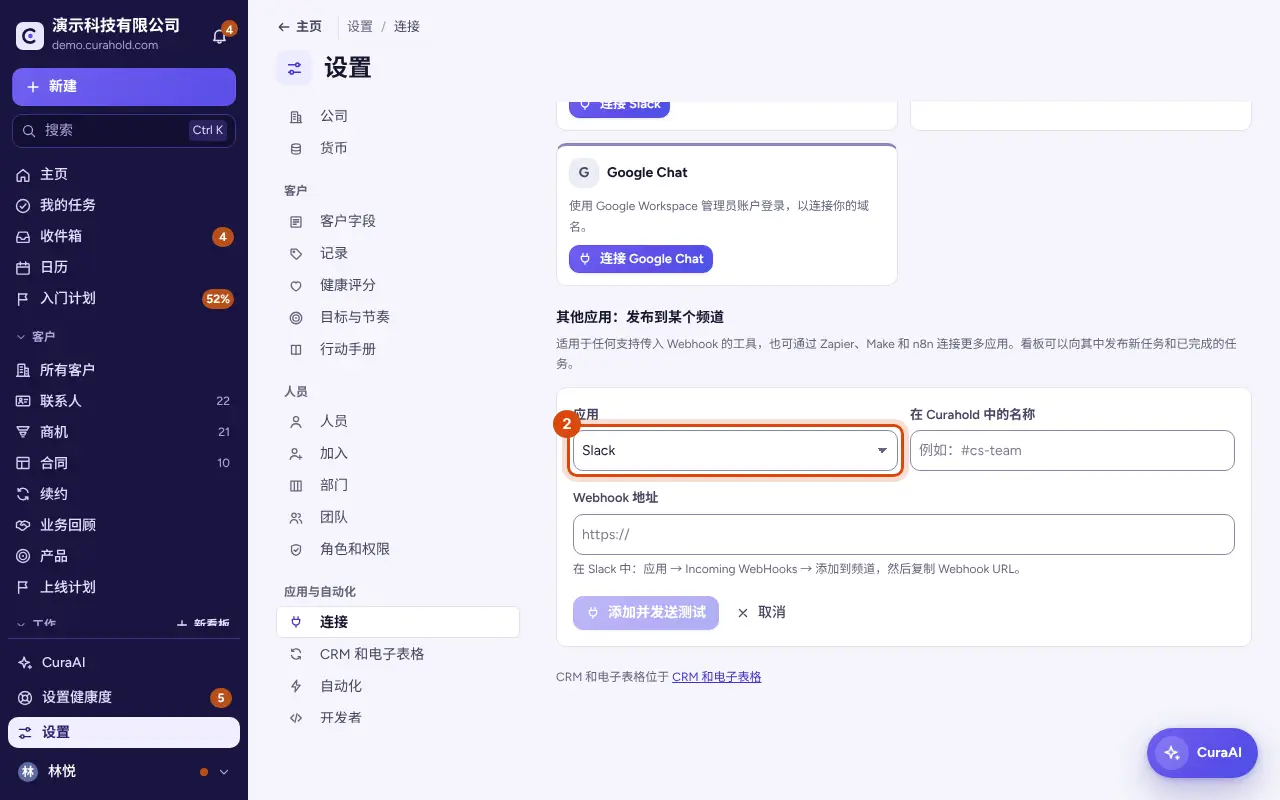 演示科技有限公司
demo.curahold.com
4
新建
搜索
Ctrl K
主页
我的任务
收件箱
4
日历
入门计划
52%
客户
所有客户
联系人
22
商机
21
合同
10
续约
业务回顾
产品
上线计划
工作
新看板
CuraAI
设置健康度
5
设置
林
林悦
主页
设置 / 连接
设置
公司
货币
客户
客户字段
记录
健康评分
目标与节奏
行动手册
人员
人员
加入
部门
团队
角色和权限
应用与自动化
连接
CRM 和电子表格
自动化
开发者
连接 Slack
G
Google Chat
使用 Google Workspace 管理员账户登录，以连接你的域
名。
连接 Google Chat
其他应用：发布到某个频道
适用于任何支持传入 Webhook 的工具，也可通过 Zapier、Make 和 n8n 连接更多应用。看板可以向其中发布新任务和已完成的任
务。
2
应用
Slack
在 Curahold 中的名称
例如：#cs-team
Webhook 地址
https://
在 Slack 中：应用 → Incoming WebHooks → 添加到频道，然后复制 Webhook URL。
添加并发送测试
取消
CRM 和电子表格位于 CRM 和电子表格
CuraAI